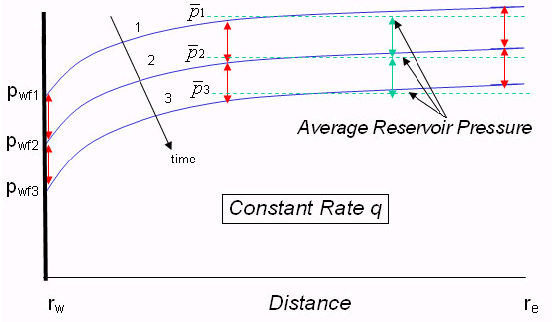 p̅1
1
p̅2
2
pwf1
p̅3
3
Average Reservoir Pressure
pwf2
time
pwf3
Constant Rate q
rw
Distance
re